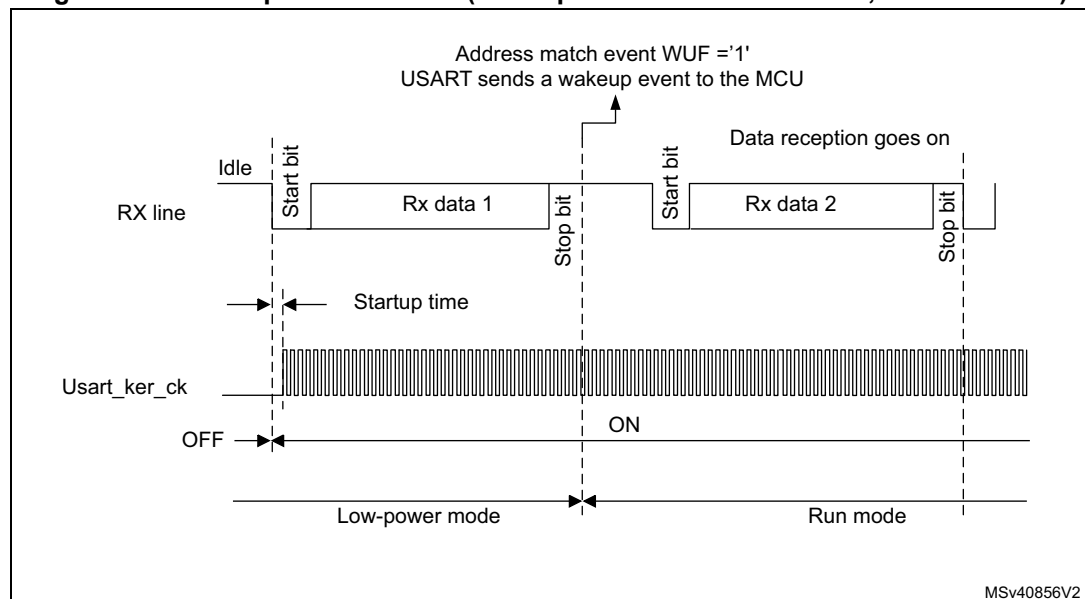 Address match event WUF ='1'
USART sends a wakeup event to the MCU
Data reception goes on
Idle
Start bit
Start bit
RX line
Rx data 1
Rx data 2
Stop bit
Stop bit
Startup time
Usart_ker_ck
OFF
ON
Low-power mode
Run mode
MSv40856V2